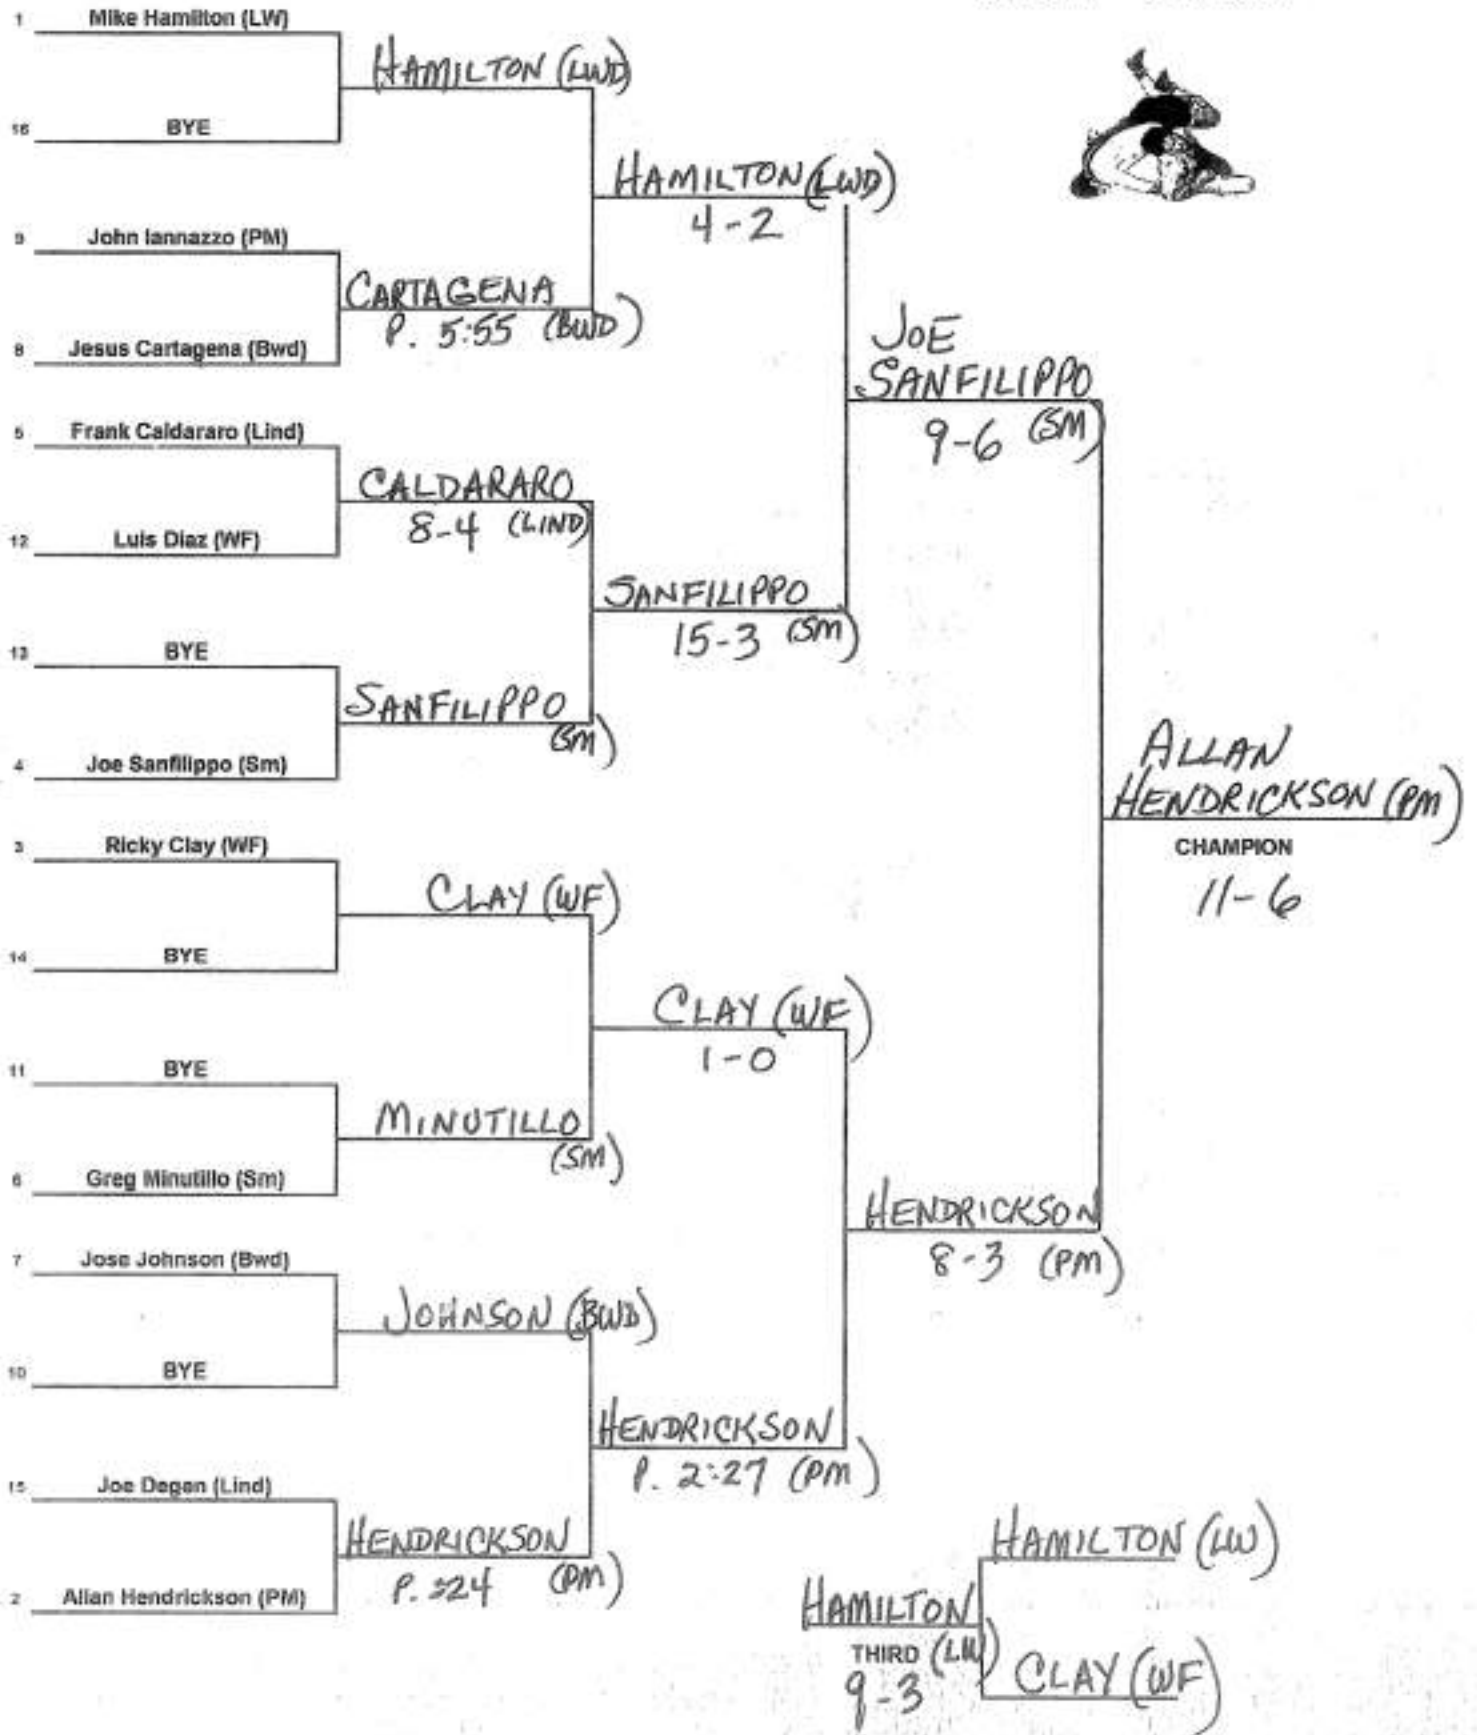 1 Mike Hamilton (LW)
HAMILTON (LWD)
16 BYE
HAMILTON (LWD)
4-2
9 John Iannazzo (PM)
CARTAGENA
P. 5:55 (BWD)
8 Jesus Cartagena (Bwd)
JOE
SANFILIPPO
9-6 (SM)
5 Frank Caldararo (Lind)
CALDARARO
8-4 (LIND)
12 Luis Diaz (WF)
SANFILIPPO
15-3 (SM)
13 BYE
SANFILIPPO
(SM)
4 Joe Sanfilippo (Sm)
ALLAN
HENDRICKSON (PM)
CHAMPION
11-6
3 Ricky Clay (WF)
CLAY (WF)
14 BYE
CLAY (WF)
1-0
11 BYE
MINUTILLO
(SM)
6 Greg Minutillo (Sm)
HENDRICKSON
8-3 (PM)
7 Jose Johnson (Bwd)
JOHNSON (BWD)
10 BYE
HENDRICKSON
P. 2:27 (PM)
15 Joe Degen (Lind)
HENDRICKSON
P. :24 (PM)
2 Allan Hendrickson (PM)
HAMILTON (LW)
HAMILTON
THIRD (LW)
9-3
CLAY (WF)